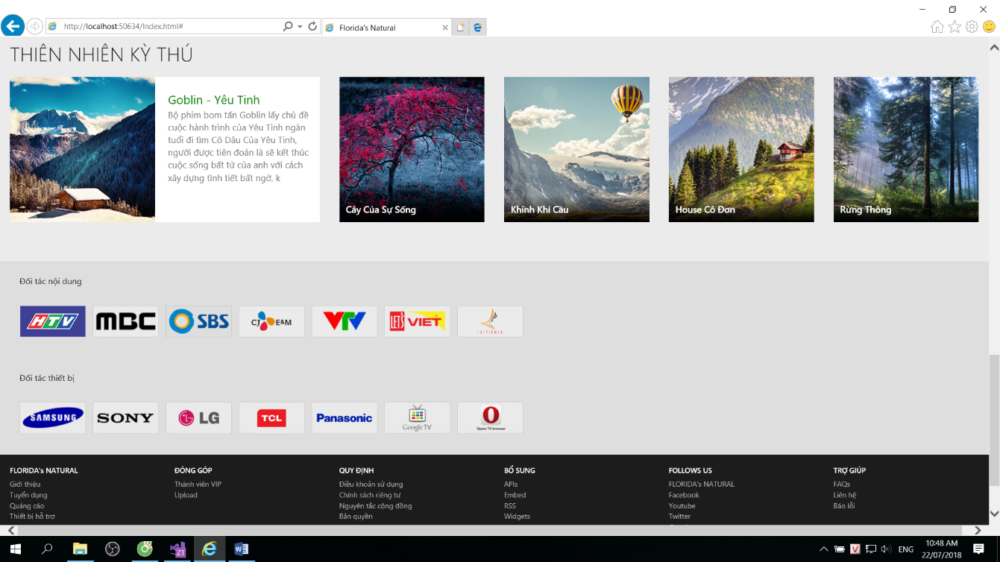 http://localhost:50634/Index.html#
Florida's Natural
THIÊN NHIÊN KỲ THÚ
Goblin - Yêu Tinh
Bộ phim bom tấn Goblin lấy chủ đề
cuộc hành trình của Yêu Tinh ngàn
tuổi đi tìm Cô Dâu Của Yêu Tinh,
người được tiên đoán là sẽ kết thúc
cuộc sống bất tử của anh với cách
xây dựng tình tiết bất ngờ, k
Cây Của Sự Sống
Khinh Khí Cầu
House Cô Đơn
Rừng Thông
Đối tác nội dung
HTV
MBC
SBS
CJ E&M
VTV
LET'S VIET
Đối tác thiết bị
SAMSUNG
SONY
LG
TCL
Panasonic
Google TV
Opera TV browser
FLORIDA's NATURAL
Giới thiệu
Tuyển dụng
Quảng cáo
Thiết bị hỗ trợ
ĐÓNG GÓP
Thành viên VIP
Upload
QUY ĐỊNH
Điều khoản sử dụng
Chính sách riêng tư
Nguyên tắc cộng đồng
Bản quyền
BỔ SUNG
APIs
Embed
RSS
Widgets
FOLLOWS US
FLORIDA's NATURAL
Facebook
Youtube
Twitter
TRỢ GIÚP
FAQs
Liên hệ
Báo lỗi
ZT
V
ENG
10:48 AM
22/07/2018